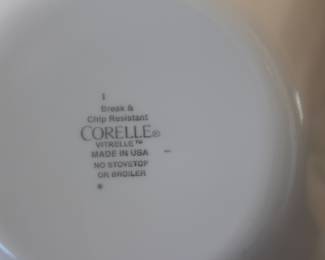 Break &
Chip Resistant
CORELLE®
VITRELLE™
MADE IN USA
NO STOVETOP
OR BROILER